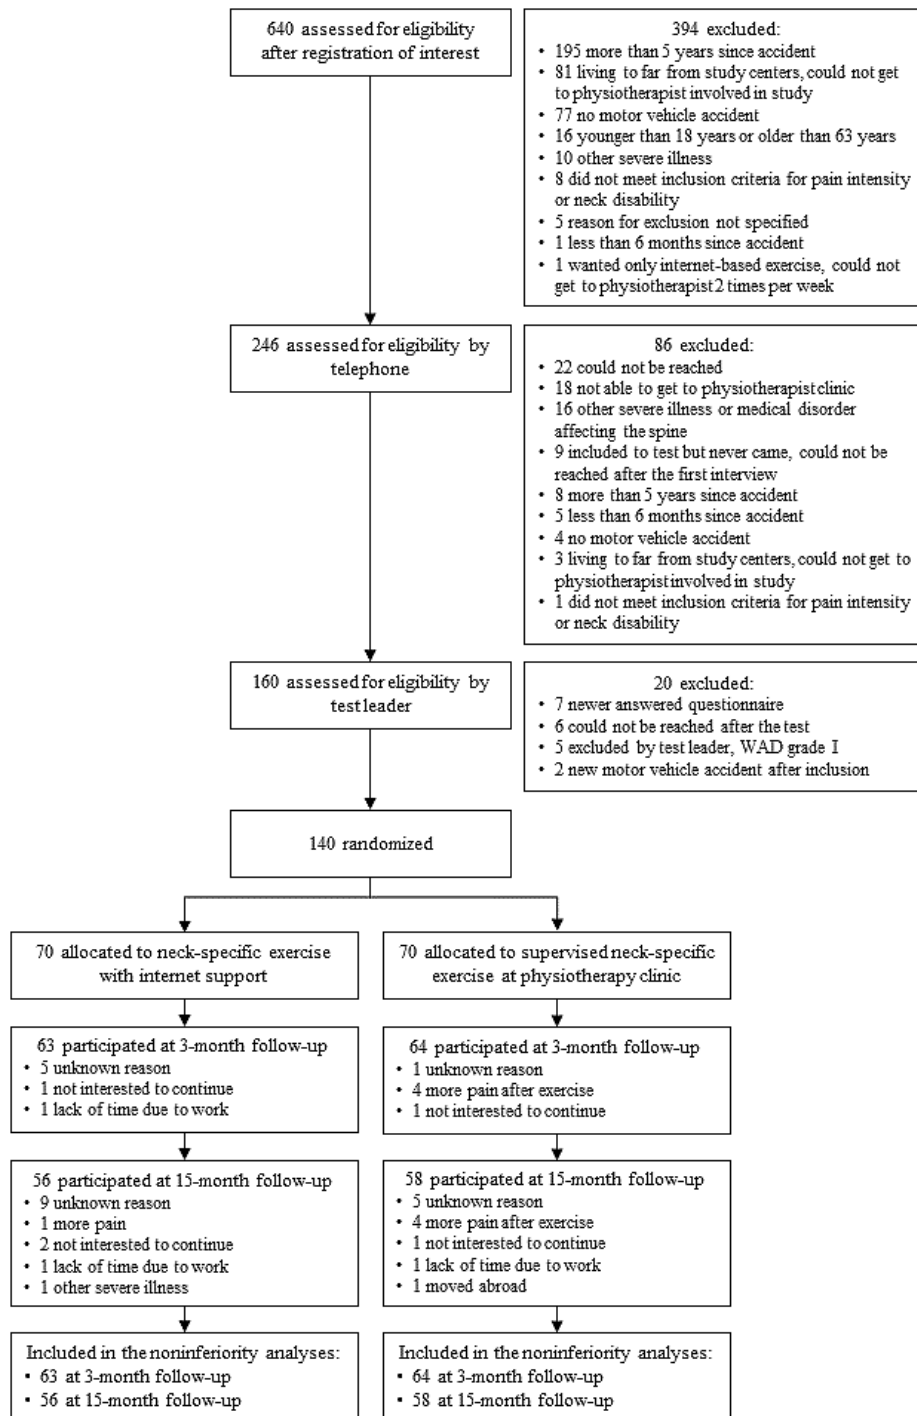 640 assessed for eligibility
after registration of interest
394 excluded:
• 195 more than 5 years since accident
• 81 living to far from study centers, could not get
to physiotherapist involved in study
• 77 no motor vehicle accident
• 16 younger than 18 years or older than 63 years
• 10 other severe illness
• 8 did not meet inclusion criteria for pain intensity
or neck disability
• 5 reason for exclusion not specified
• 1 less than 6 months since accident
• 1 wanted only internet-based exercise, could not
get to physiotherapist 2 times per week
246 assessed for eligibility by
telephone
86 excluded:
• 22 could not be reached
• 18 not able to get to physiotherapist clinic
• 16 other severe illness or medical disorder
affecting the spine
• 9 included to test but never came, could not be
reached after the first interview
• 8 more than 5 years since accident
• 5 less than 6 months since accident
• 4 no motor vehicle accident
• 3 living to far from study centers, could not get to
physiotherapist involved in study
• 1 did not meet inclusion criteria for pain intensity
or neck disability
160 assessed for eligibility by
test leader
20 excluded:
• 7 newer answered questionnaire
• 6 could not be reached after the test
• 5 excluded by test leader, WAD grade I
• 2 new motor vehicle accident after inclusion
140 randomized
70 allocated to neck-specific exercise
with internet support
70 allocated to supervised neck-specific
exercise at physiotherapy clinic
63 participated at 3-month follow-up
• 5 unknown reason
• 1 not interested to continue
• 1 lack of time due to work
64 participated at 3-month follow-up
• 1 unknown reason
• 4 more pain after exercise
• 1 not interested to continue
56 participated at 15-month follow-up
• 9 unknown reason
• 1 more pain
• 2 not interested to continue
• 1 lack of time due to work
• 1 other severe illness
58 participated at 15-month follow-up
• 5 unknown reason
• 4 more pain after exercise
• 1 not interested to continue
• 1 lack of time due to work
• 1 moved abroad
Included in the noninferiority analyses:
• 63 at 3-month follow-up
• 56 at 15-month follow-up
Included in the noninferiority analyses:
• 64 at 3-month follow-up
• 58 at 15-month follow-up